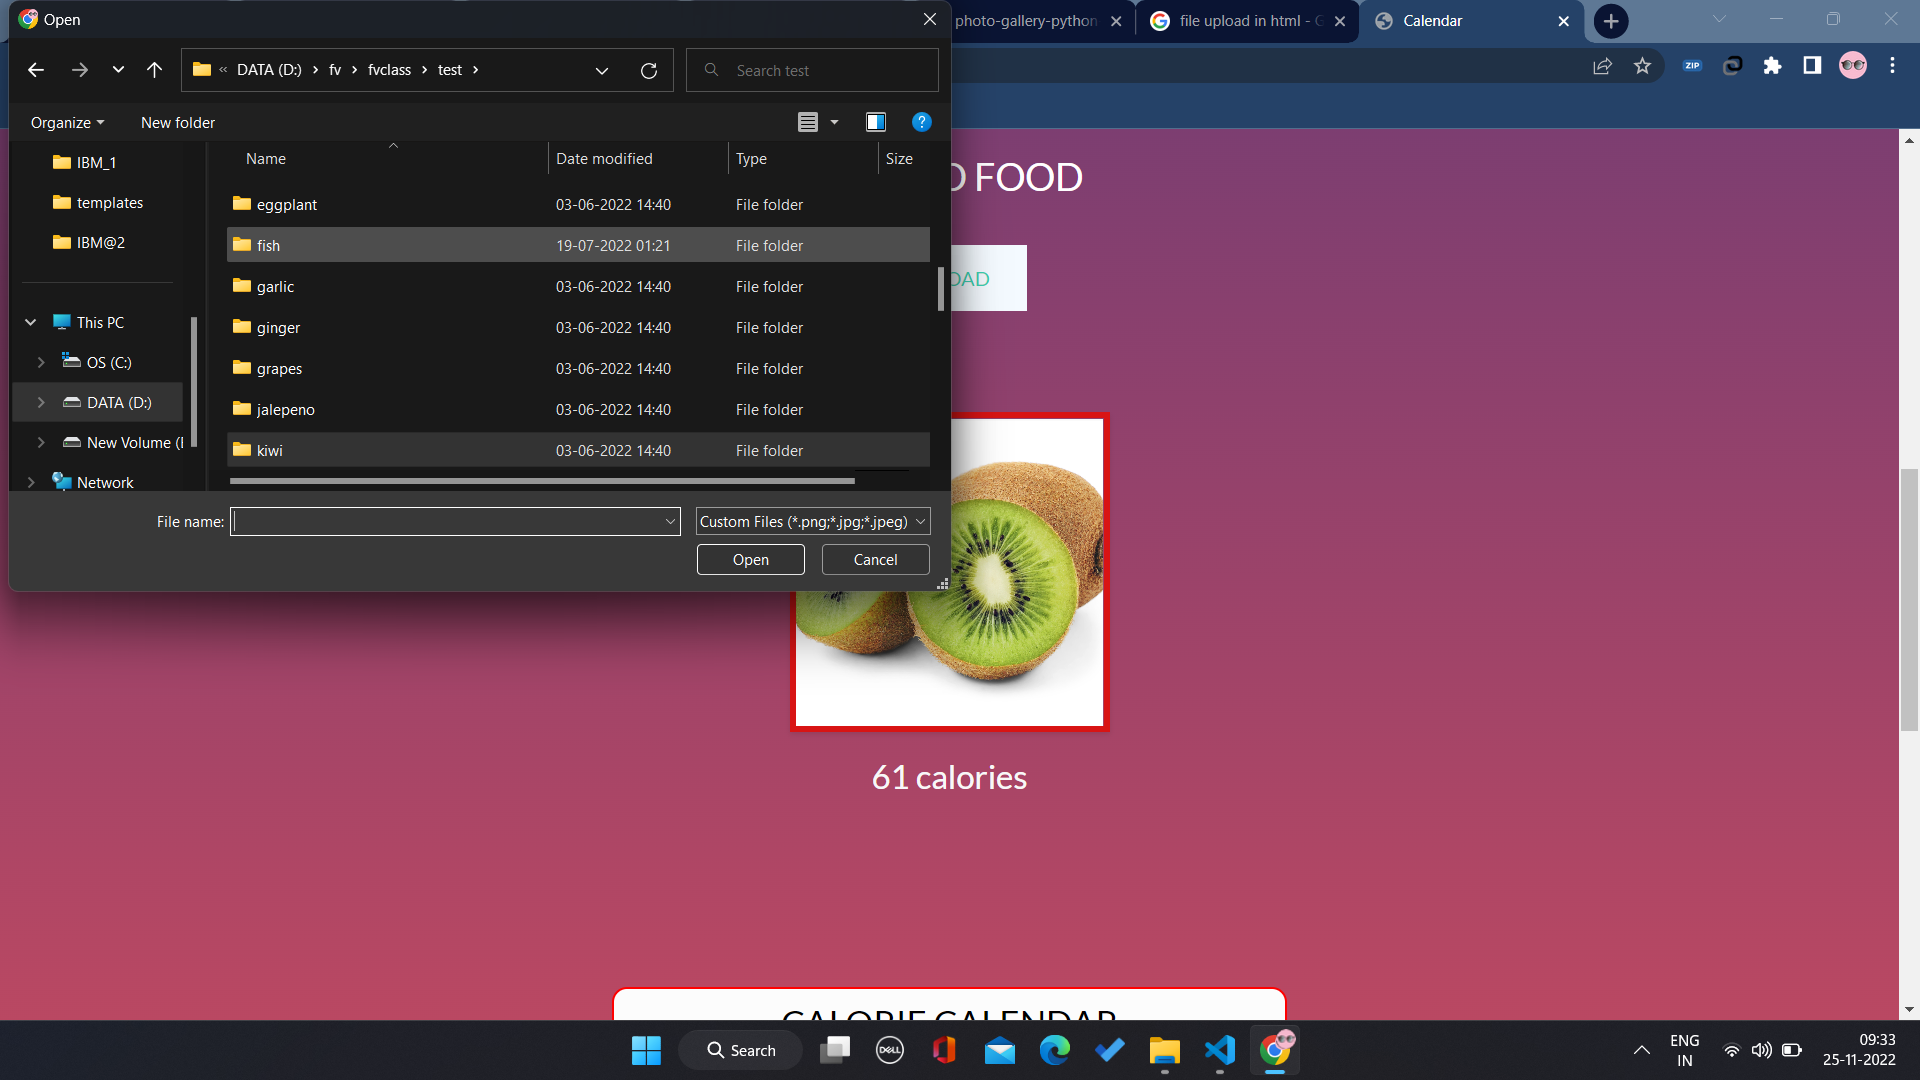 Open
photo-gallery-python
file upload in html - G
Calendar
« DATA (D:) > fv > fvclass > test >
Search test
ZIP
Organize
New folder
?
IBM_1
templates
IBM@2
This PC
OS (C:)
DATA (D:)
New Volume (
Network
Name Date modified Type Size
eggplant 03-06-2022 14:40 File folder
fish 19-07-2022 01:21 File folder
garlic 03-06-2022 14:40 File folder
ginger 03-06-2022 14:40 File folder
grapes 03-06-2022 14:40 File folder
jalepeno 03-06-2022 14:40 File folder
kiwi 03-06-2022 14:40 File folder
File name:
Custom Files (*.png;*.jpg;*.jpeg)
Open
Cancel
D FOOD
OAD
61 calories
CALORIE CALENDAR
Search
DELL
ENG
IN
09:33
25-11-2022